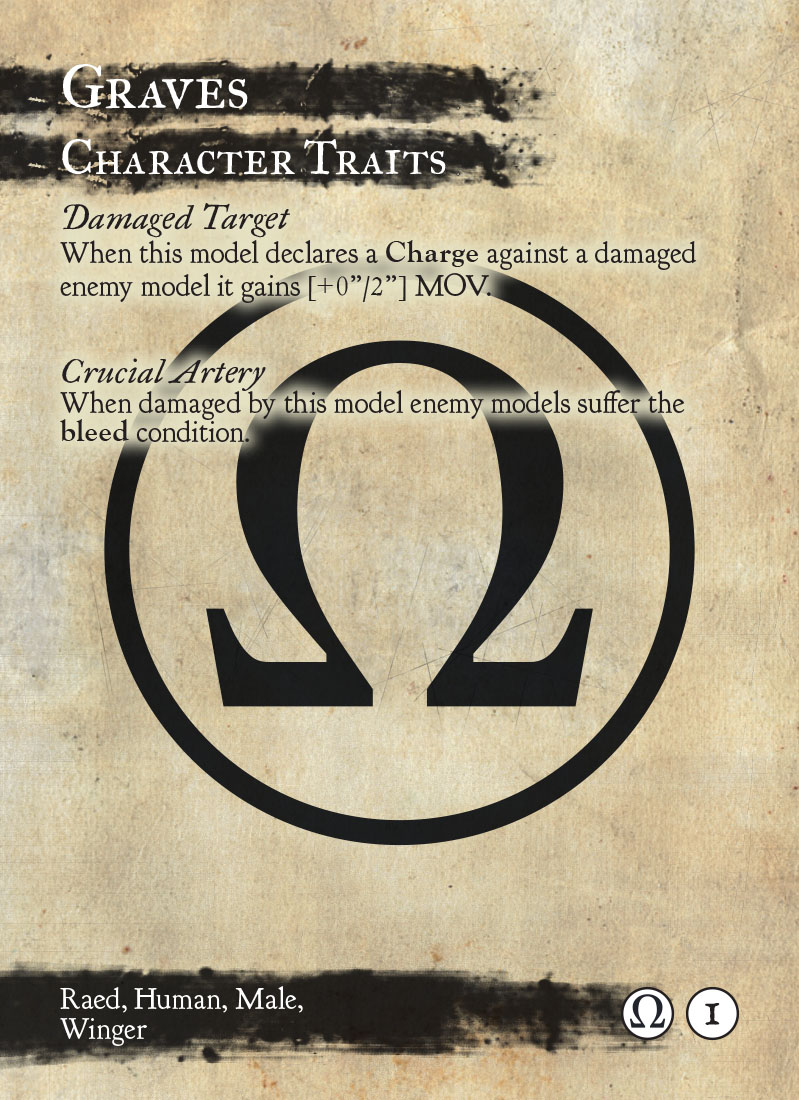 Graves
Character Traits
Damaged Target
When this model declares a Charge against a damaged
enemy model it gains [+0”/2”] MOV.
Crucial Artery
When damaged by this model enemy models suffer the
bleed condition.
Ω
Raed, Human, Male,
Winger
Ω I